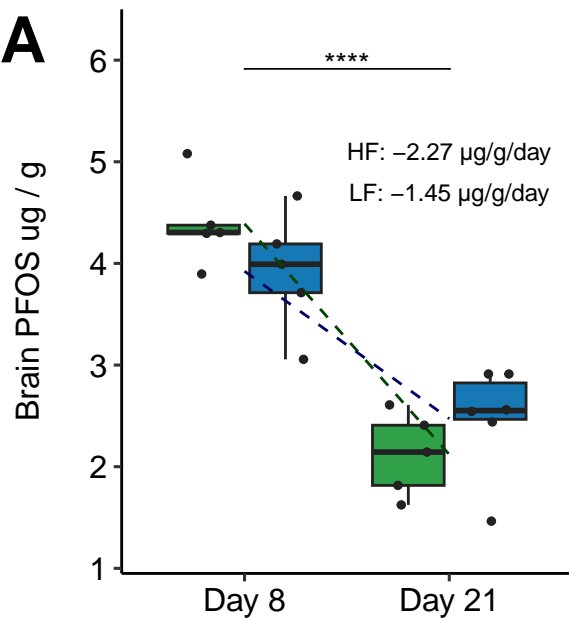 A
6
****
5
HF: −2.27 µg/g/day
LF: −1.45 µg/g/day
4
Brain PFOS ug / g
3
2
1
Day 8 Day 21